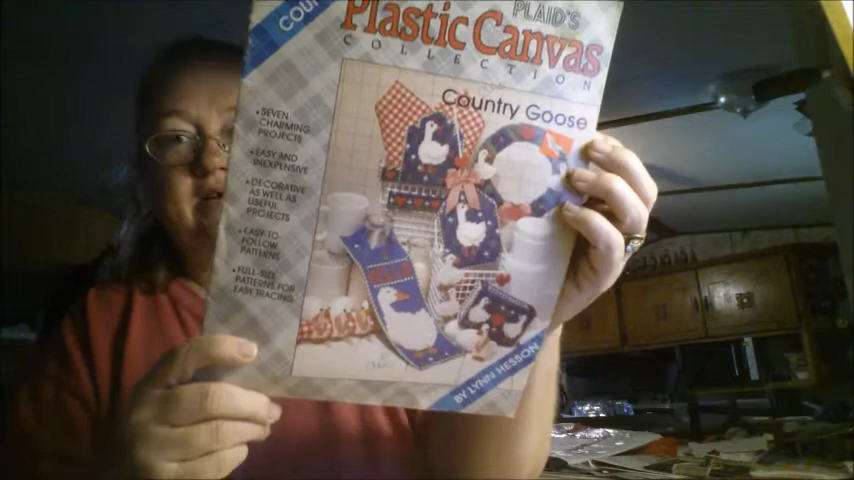 COU
PLAID'S
Plastic Canvas
COLLECTION
Country Goose
• SEVEN
CHARMING
PROJECTS
• EASY AND
INEXPENSIVE
• DECORATIVE
AS WELL AS
USEFUL
PROJECTS
• EASY-TO-
FOLLOW
PATTERNS
• FULL-SIZE
PATTERNS FOR
EASY TRACING
BY LYNN HESSON